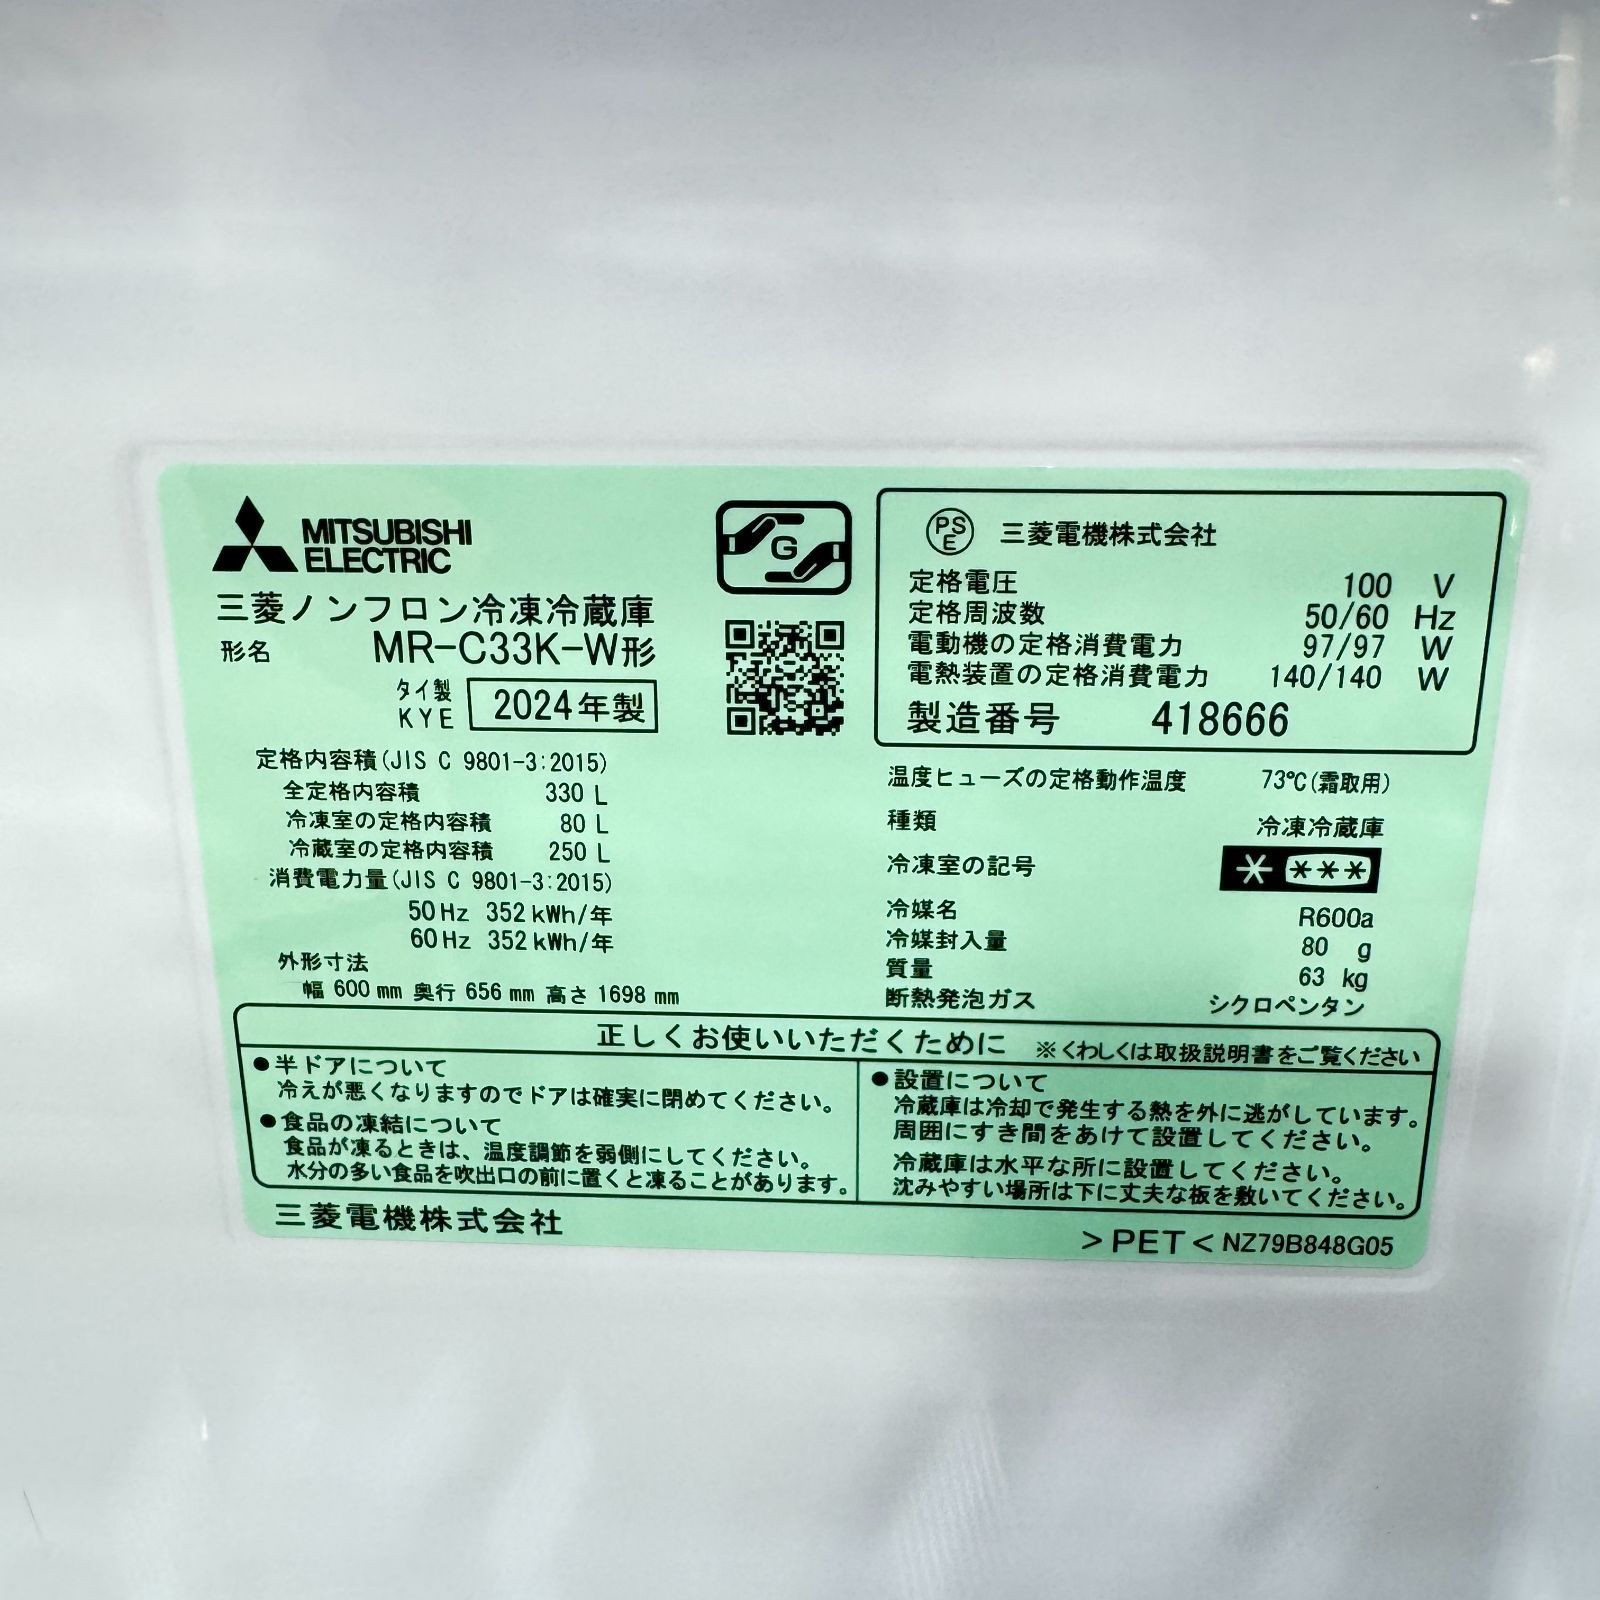 MITSUBISHI
ELECTRIC
三菱ノンフロン冷凍冷蔵庫
形名 MR-C33K-W形
タイ製
KYE 2024年製
定格内容積(JIS C 9801-3:2015)
全定格内容積 330 L
冷凍室の定格内容積 80 L
冷蔵室の定格内容積 250 L
消費電力量(JIS C 9801-3:2015)
50Hz 352kWh/年
60Hz 352kWh/年
外形寸法
幅 600mm 奥行 656mm 高さ 1698mm
G
PSE 三菱電機株式会社
定格電圧 100 V
定格周波数 50/60 Hz
電動機の定格消費電力 97/97 W
電熱装置の定格消費電力 140/140 W
製造番号 418666
温度ヒューズの定格動作温度 73℃(霜取用)
種類 冷凍冷蔵庫
冷凍室の記号 * ***
冷媒名 R600a
冷媒封入量 80 g
質量 63 kg
断熱発泡ガス シクロペンタン
正しくお使いいただくために ※くわしくは取扱説明書をご覧ください
●半ドアについて
冷えが悪くなりますのでドアは確実に閉めてください。
●食品の凍結について
食品が凍るときは、温度調節を弱側にしてください。
水分の多い食品を吹出口の前に置くと凍ることがあります。
●設置について
冷蔵庫は冷却で発生する熱を外に逃がしています。
周囲にすき間をあけて設置してください。
冷蔵庫は水平な所に設置してください。
沈みやすい場所は下に丈夫な板を敷いてください。
三菱電機株式会社
>PET< NZ79B848G05